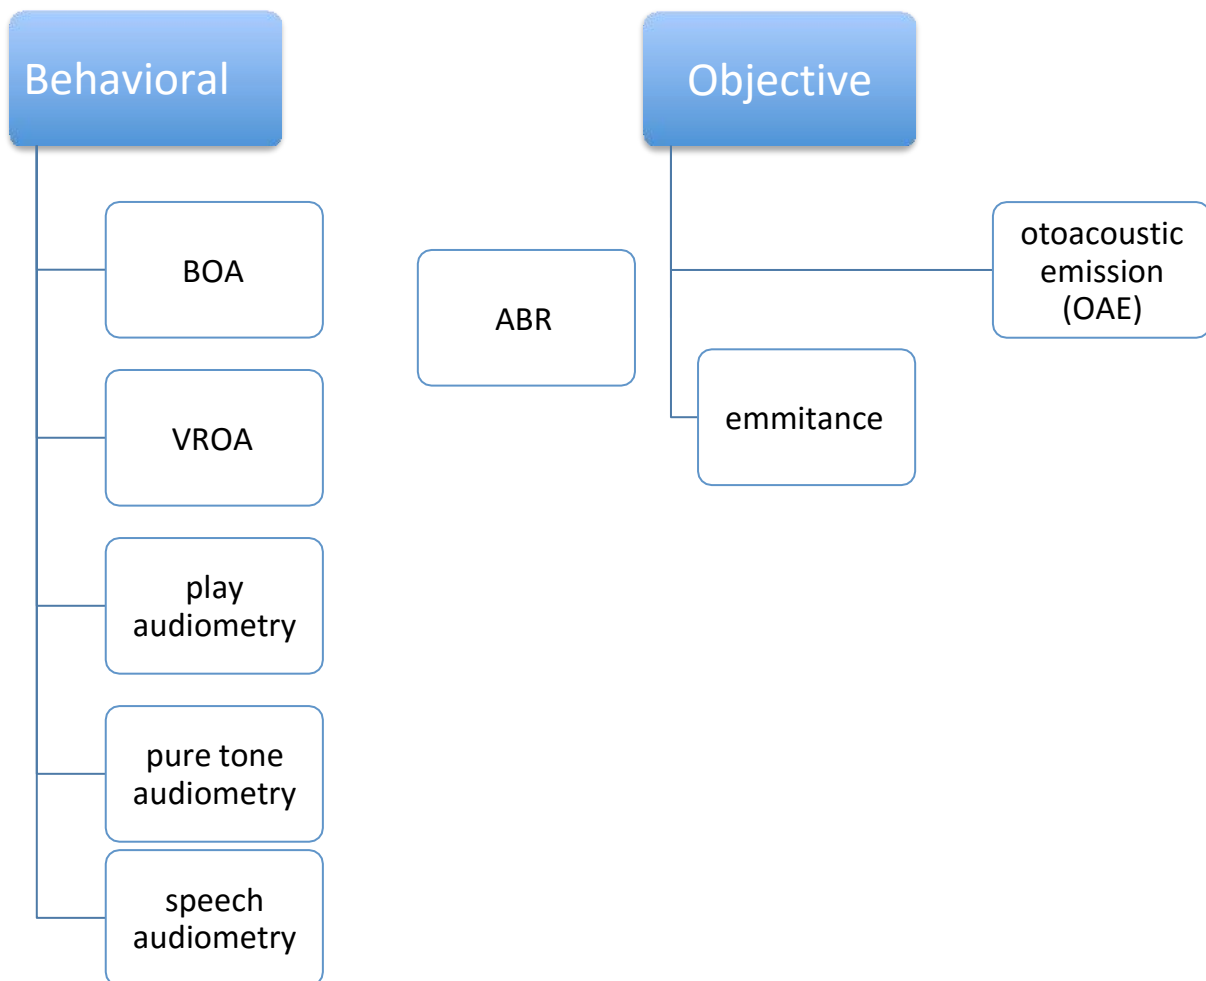 Behavioral
Objective
BOA
ABR
otoacoustic
emission
(OAE)
VROA
emmitance
play
audiometry
pure tone
audiometry
speech
audiometry